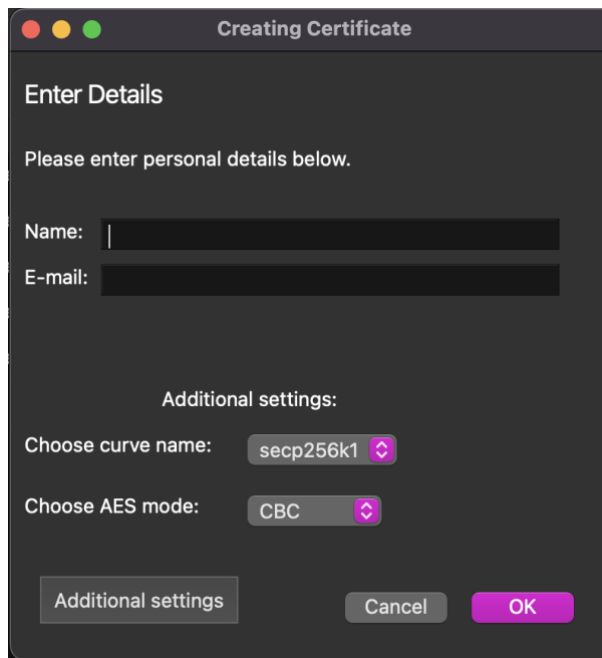 Creating Certificate
Enter Details
Please enter personal details below.
Name:
E-mail:
Additional settings:
Choose curve name: secp256k1
Choose AES mode: CBC
Additional settings Cancel OK